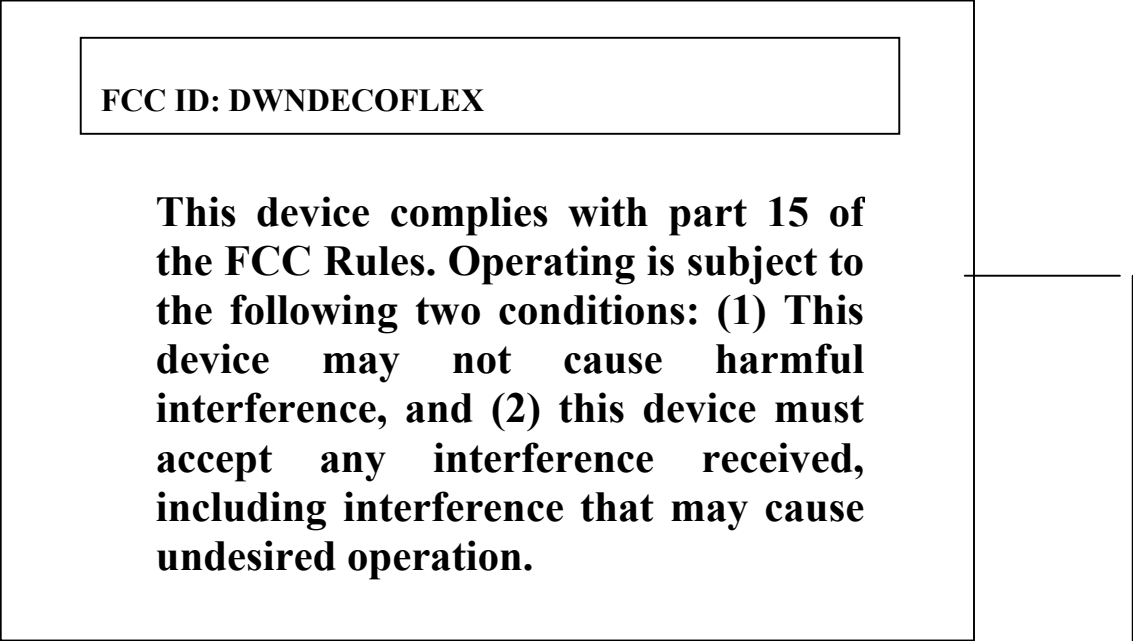 FCC ID: DWNDECOFLEX
This device complies with part 15 of
the FCC Rules. Operating is subject to
the following two conditions: (1) This
device may not cause harmful
interference, and (2) this device must
accept any interference received,
including interference that may cause
undesired operation.